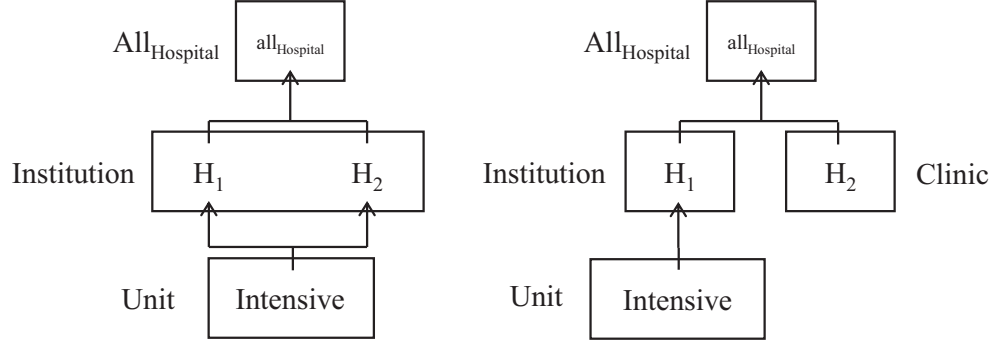 All_Hospital all_Hospital
Institution H_1 H_2
Unit Intensive
All_Hospital all_Hospital
Institution H_1 H_2 Clinic
Unit Intensive